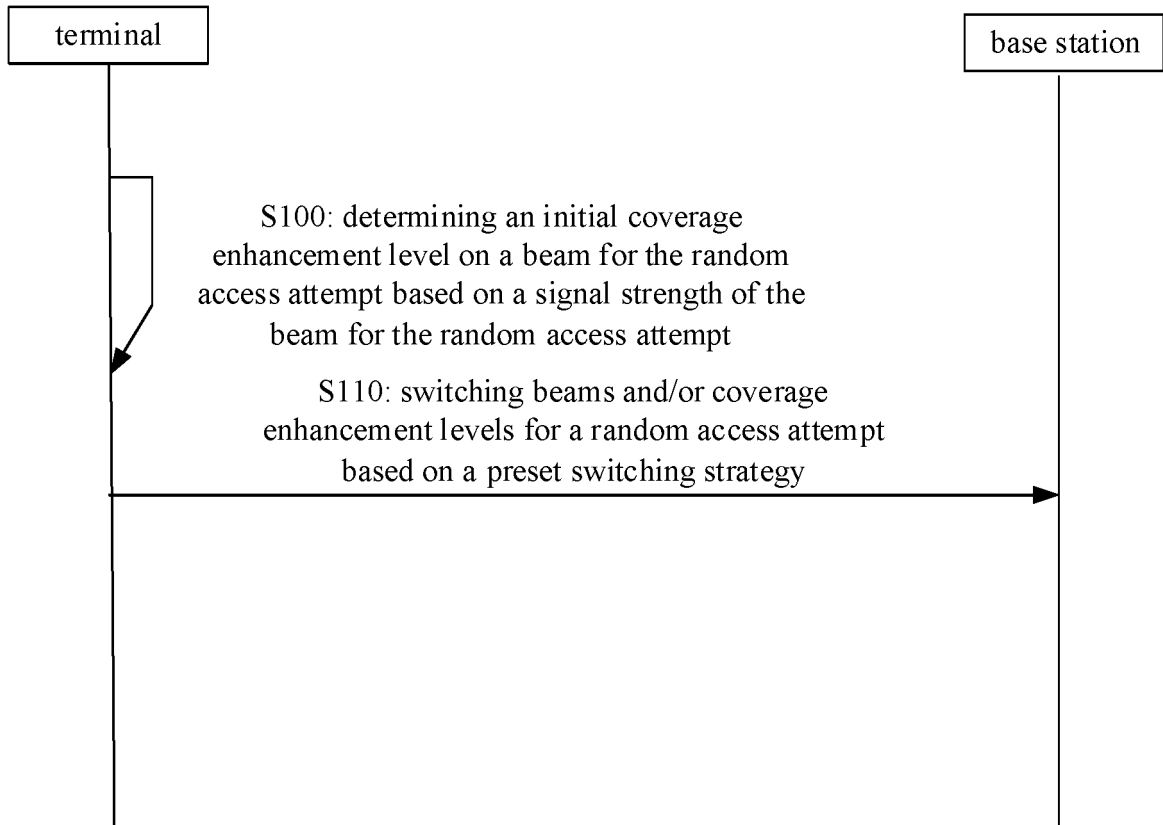 terminal
base station
S100: determining an initial coverage
enhancement level on a beam for the random
access attempt based on a signal strength of the
beam for the random access attempt
S110: switching beams and/or coverage
enhancement levels for a random access attempt
based on a preset switching strategy